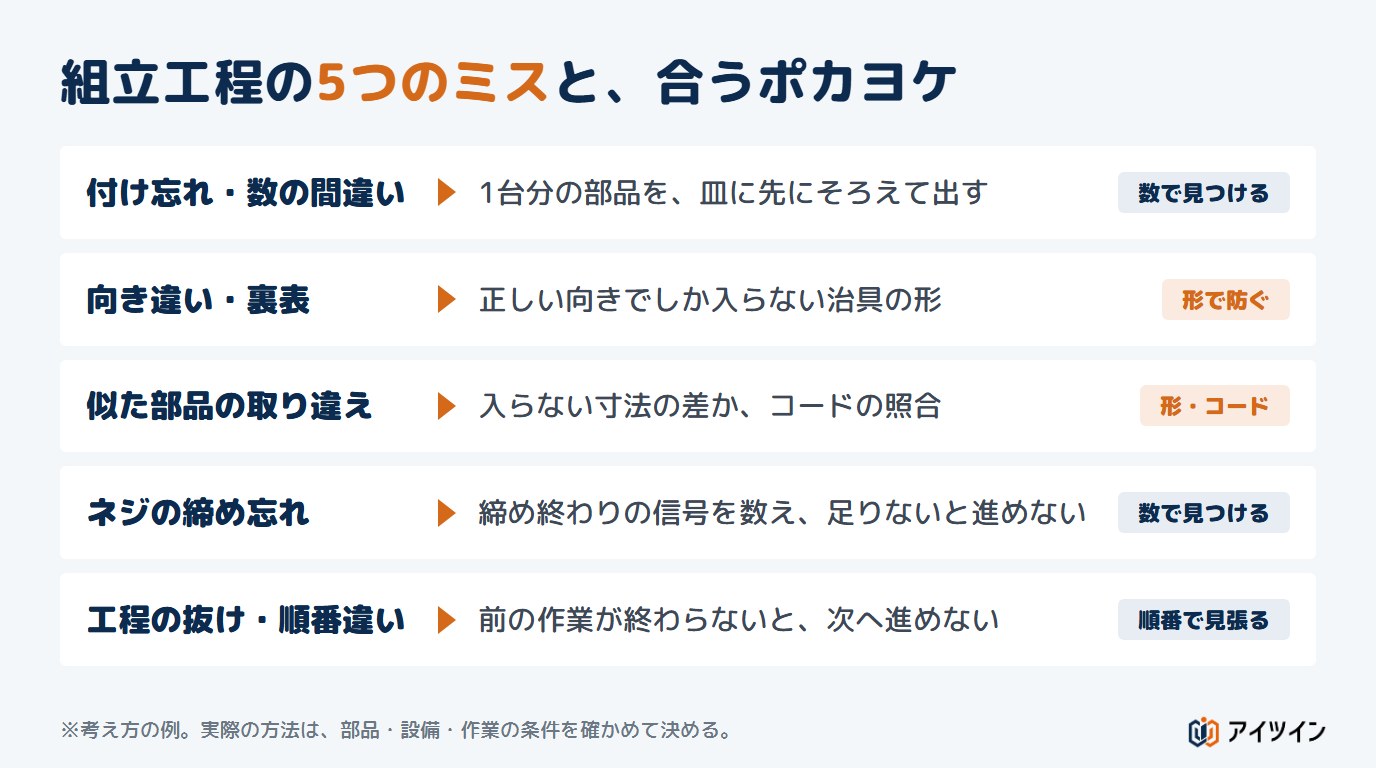 組立工程の5つのミスと、合うポカヨケ
付け忘れ・数の間違い ▶ 1台分の部品を、皿に先にそろえて出す 数で見つける
向き違い・裏表 ▶ 正しい向きでしか入らない治具の形 形で防ぐ
似た部品の取り違え ▶ 入らない寸法の差か、コードの照合 形・コード
ネジの締め忘れ ▶ 締め終わりの信号を数え、足りないと進めない 数で見つける
工程の抜け・順番違い ▶ 前の作業が終わらないと、次へ進めない 順番で見張る
※考え方の例。実際の方法は、部品・設備・作業の条件を確かめて決める。
アイツイン